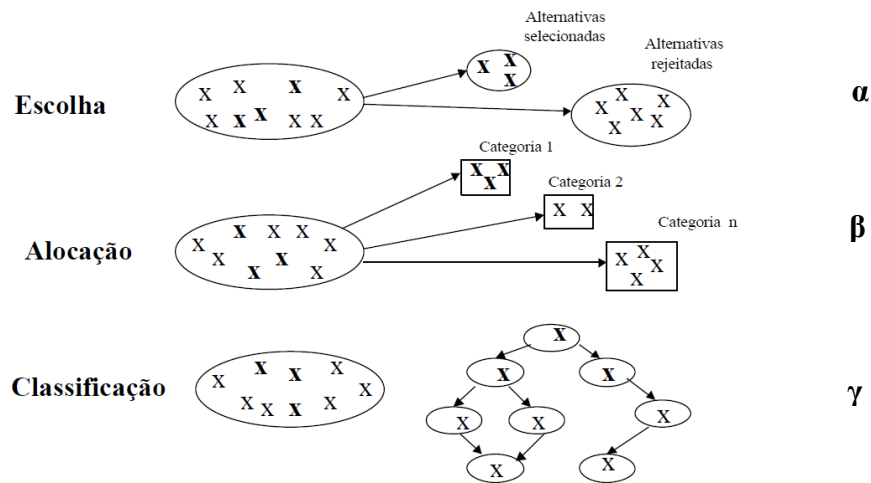 Alternativas
selecionadas
Alternativas
rejeitadas
Escolha
x x x x
x x x x x x
x x x
x x x x x x
α
Categoria 1
x x x
Categoria 2
x x
Categoria n
x x x x
Alocação
x x x x x
x x x x
β
Classificação
x x x x x
x x x x
x
x x
x x x
x x
γ